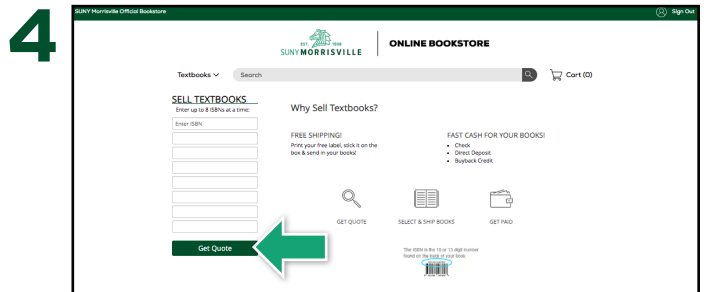 4
SUNY Morrisville Official Bookstore
Sign Out
EST. 1908
SUNY MORRISVILLE
ONLINE BOOKSTORE
Textbooks
Search
Cart (0)
SELL TEXTBOOKS
Enter up to 8 ISBNs at a time:
Enter ISBN
Get Quote
Why Sell Textbooks?
FREE SHIPPING!
Print your free label, stick it on the
box & send in your books!
FAST CASH FOR YOUR BOOKS!
• Check
• Direct Deposit
• Buyback Credit
GET QUOTE
SELECT & SHIP BOOKS
GET PAID
The ISBN is the 10 or 13 digit number
found on the back of your book.